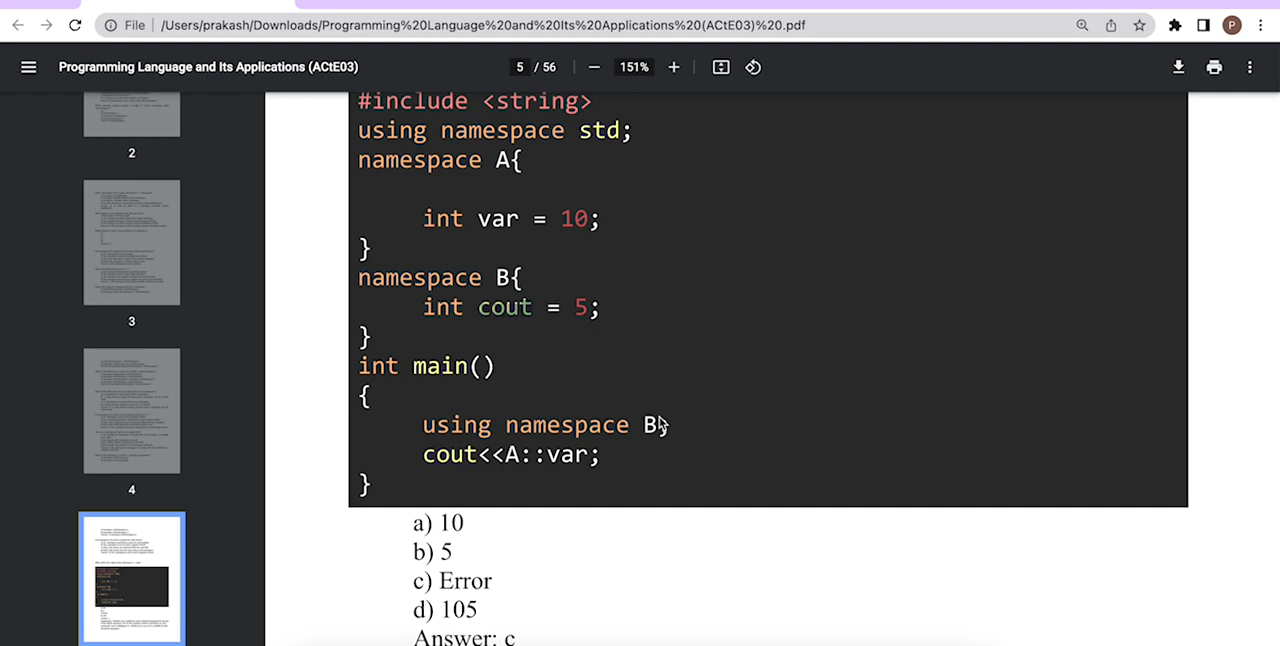 File /Users/prakash/Downloads/Programming%20Language%20and%20Its%20Applications%20(ACtE03)%20.pdf
P
Programming Language and Its Applications (ACtE03)
5 / 56
151%
2
3
4
#include <string>
using namespace std;
namespace A{
int var = 10;
}
namespace B{
int cout = 5;
}
int main()
{
using namespace B;
cout<<A::var;
}
a) 10
b) 5
c) Error
d) 105
Answer: c